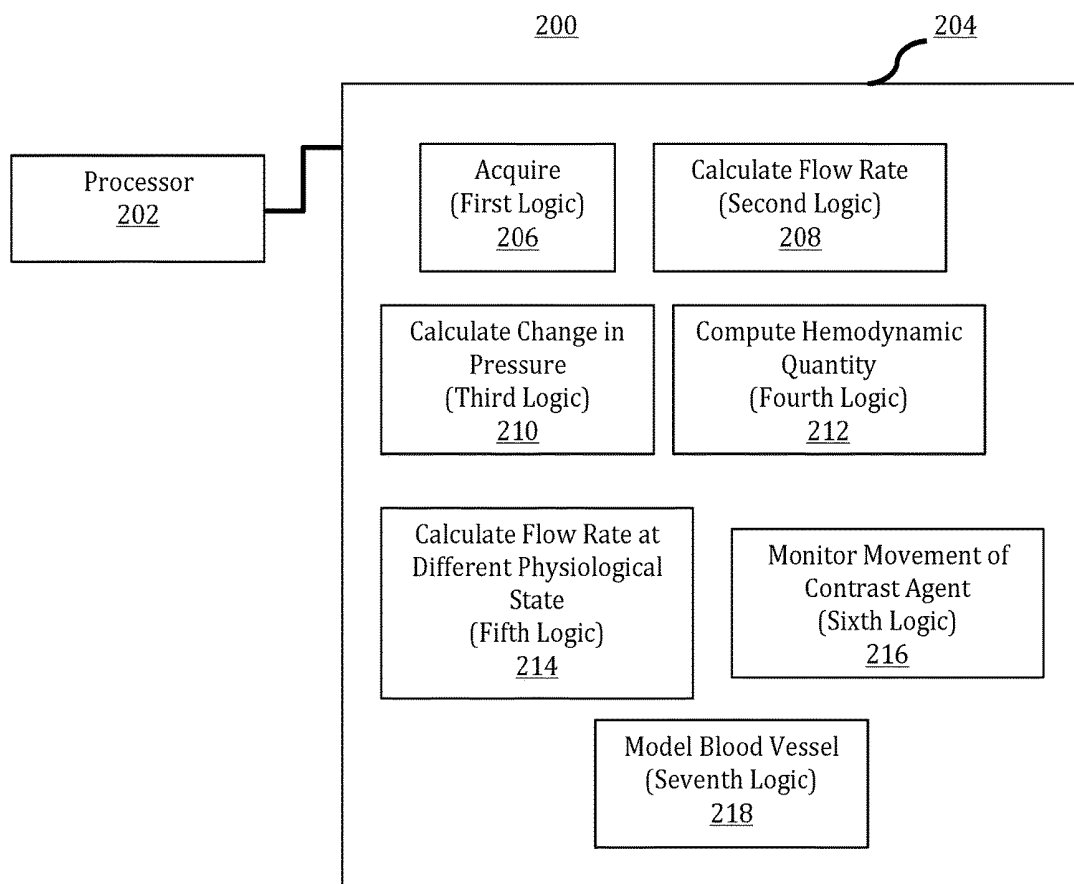 200
204
Processor
202
Acquire
(First Logic)
206
Calculate Flow Rate
(Second Logic)
208
Calculate Change in
Pressure
(Third Logic)
210
Compute Hemodynamic
Quantity
(Fourth Logic)
212
Calculate Flow Rate at
Different Physiological
State
(Fifth Logic)
214
Monitor Movement of
Contrast Agent
(Sixth Logic)
216
Model Blood Vessel
(Seventh Logic)
218